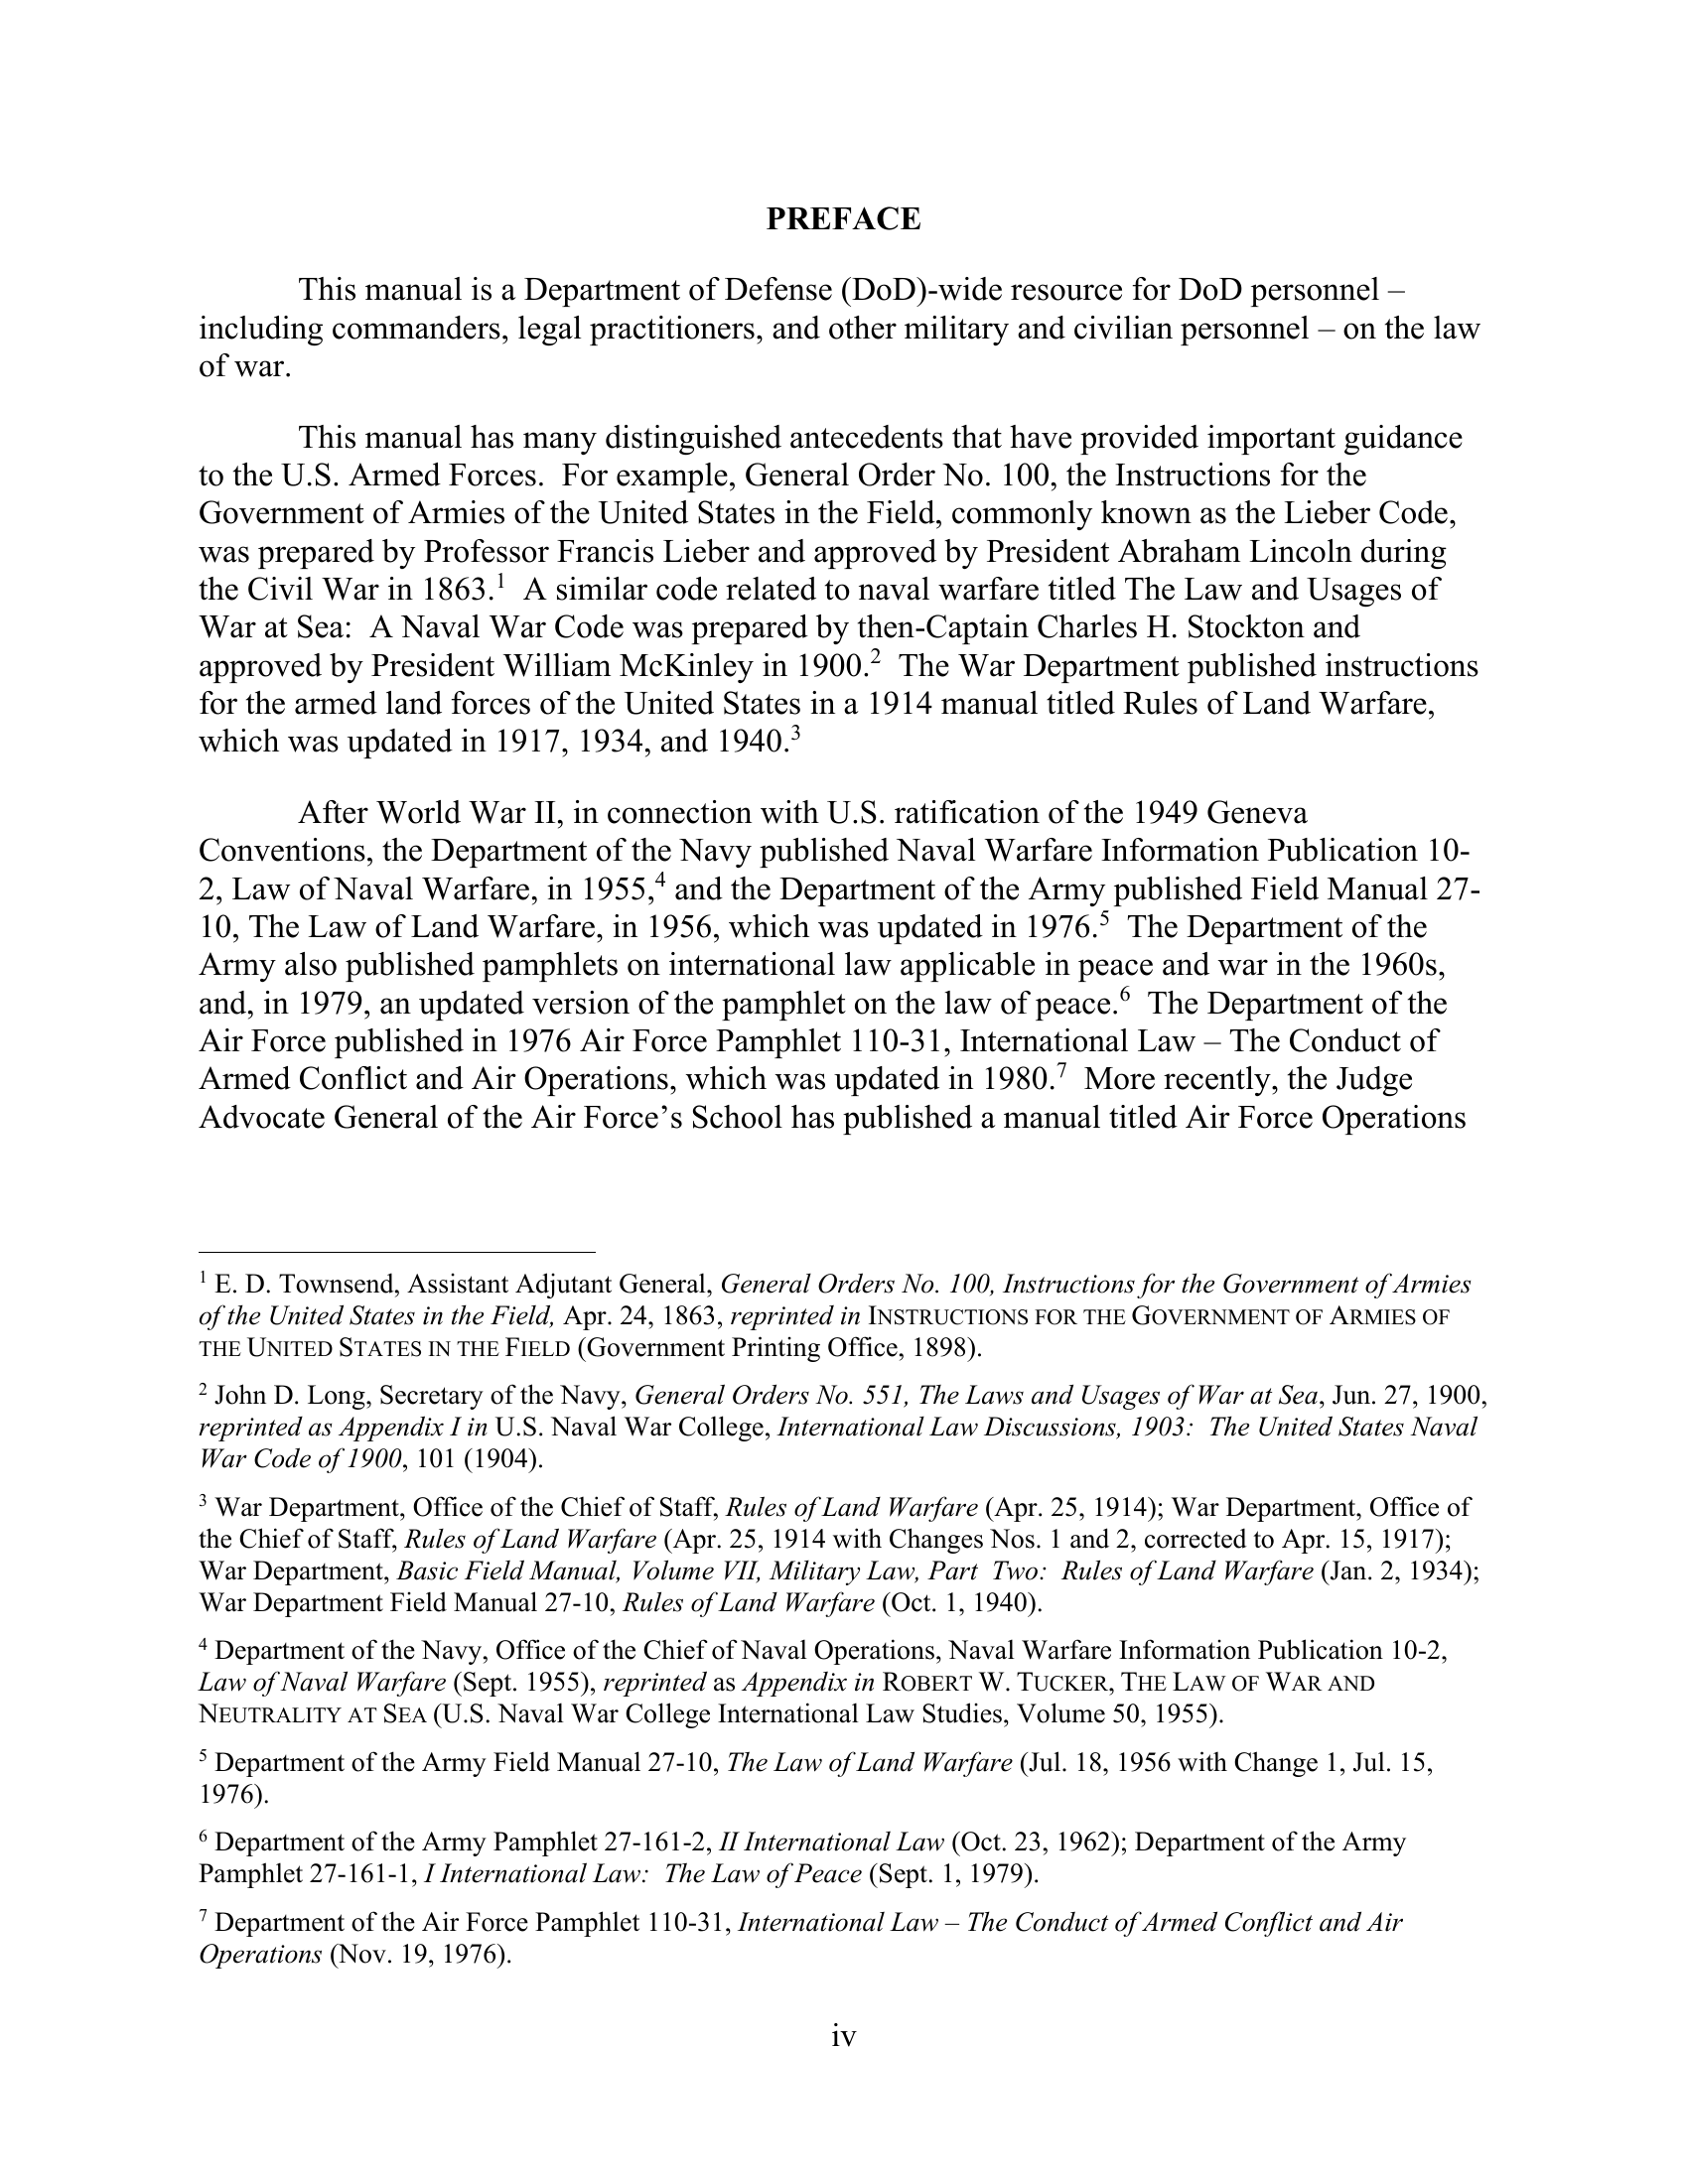 PREFACE
This manual is a Department of Defense (DoD)-wide resource for DoD personnel –
including commanders, legal practitioners, and other military and civilian personnel – on the law
of war.
This manual has many distinguished antecedents that have provided important guidance
to the U.S. Armed Forces.  For example, General Order No. 100, the Instructions for the
Government of Armies of the United States in the Field, commonly known as the Lieber Code,
was prepared by Professor Francis Lieber and approved by President Abraham Lincoln during
the Civil War in 1863.1  A similar code related to naval warfare titled The Law and Usages of
War at Sea:  A Naval War Code was prepared by then-Captain Charles H. Stockton and
approved by President William McKinley in 1900.2  The War Department published instructions
for the armed land forces of the United States in a 1914 manual titled Rules of Land Warfare,
which was updated in 1917, 1934, and 1940.3
After World War II, in connection with U.S. ratification of the 1949 Geneva
Conventions, the Department of the Navy published Naval Warfare Information Publication 10-
2, Law of Naval Warfare, in 1955,4 and the Department of the Army published Field Manual 27-
10, The Law of Land Warfare, in 1956, which was updated in 1976.5  The Department of the
Army also published pamphlets on international law applicable in peace and war in the 1960s,
and, in 1979, an updated version of the pamphlet on the law of peace.6  The Department of the
Air Force published in 1976 Air Force Pamphlet 110-31, International Law – The Conduct of
Armed Conflict and Air Operations, which was updated in 1980.7  More recently, the Judge
Advocate General of the Air Force’s School has published a manual titled Air Force Operations
1 E. D. Townsend, Assistant Adjutant General, General Orders No. 100, Instructions for the Government of Armies
of the United States in the Field, Apr. 24, 1863, reprinted in INSTRUCTIONS FOR THE GOVERNMENT OF ARMIES OF
THE UNITED STATES IN THE FIELD (Government Printing Office, 1898).
2 John D. Long, Secretary of the Navy, General Orders No. 551, The Laws and Usages of War at Sea, Jun. 27, 1900,
reprinted as Appendix I in U.S. Naval War College, International Law Discussions, 1903:  The United States Naval
War Code of 1900, 101 (1904).
3 War Department, Office of the Chief of Staff, Rules of Land Warfare (Apr. 25, 1914); War Department, Office of
the Chief of Staff, Rules of Land Warfare (Apr. 25, 1914 with Changes Nos. 1 and 2, corrected to Apr. 15, 1917);
War Department, Basic Field Manual, Volume VII, Military Law, Part  Two:  Rules of Land Warfare (Jan. 2, 1934);
War Department Field Manual 27-10, Rules of Land Warfare (Oct. 1, 1940).
4 Department of the Navy, Office of the Chief of Naval Operations, Naval Warfare Information Publication 10-2,
Law of Naval Warfare (Sept. 1955), reprinted as Appendix in ROBERT W. TUCKER, THE LAW OF WAR AND
NEUTRALITY AT SEA (U.S. Naval War College International Law Studies, Volume 50, 1955).
5 Department of the Army Field Manual 27-10, The Law of Land Warfare (Jul. 18, 1956 with Change 1, Jul. 15,
1976).
6 Department of the Army Pamphlet 27-161-2, II International Law (Oct. 23, 1962); Department of the Army
Pamphlet 27-161-1, I International Law:  The Law of Peace (Sept. 1, 1979).
7 Department of the Air Force Pamphlet 110-31, International Law – The Conduct of Armed Conflict and Air
Operations (Nov. 19, 1976).
iv